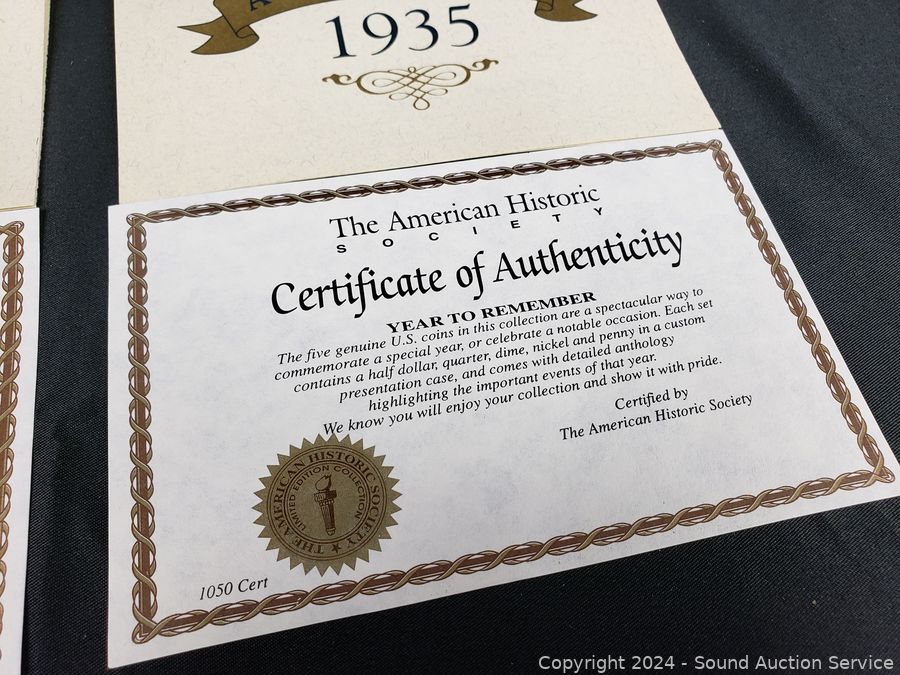 1935
The American Historic
SOCIETY
Certificate of Authenticity
YEAR TO REMEMBER
The five genuine U.S. coins in this collection are a spectacular way to
commemorate a special year, or celebrate a notable occasion. Each set
contains a half dollar, quarter, dime, nickel and penny in a custom
presentation case, and comes with detailed anthology
highlighting the important events of that year.
We know you will enjoy your collection and show it with pride.
Certified by
The American Historic Society
THE AMERICAN HISTORIC SOCIETY ★
LIMITED EDITION COLLECTION
1050 Cert
Copyright 2024 - Sound Auction Service